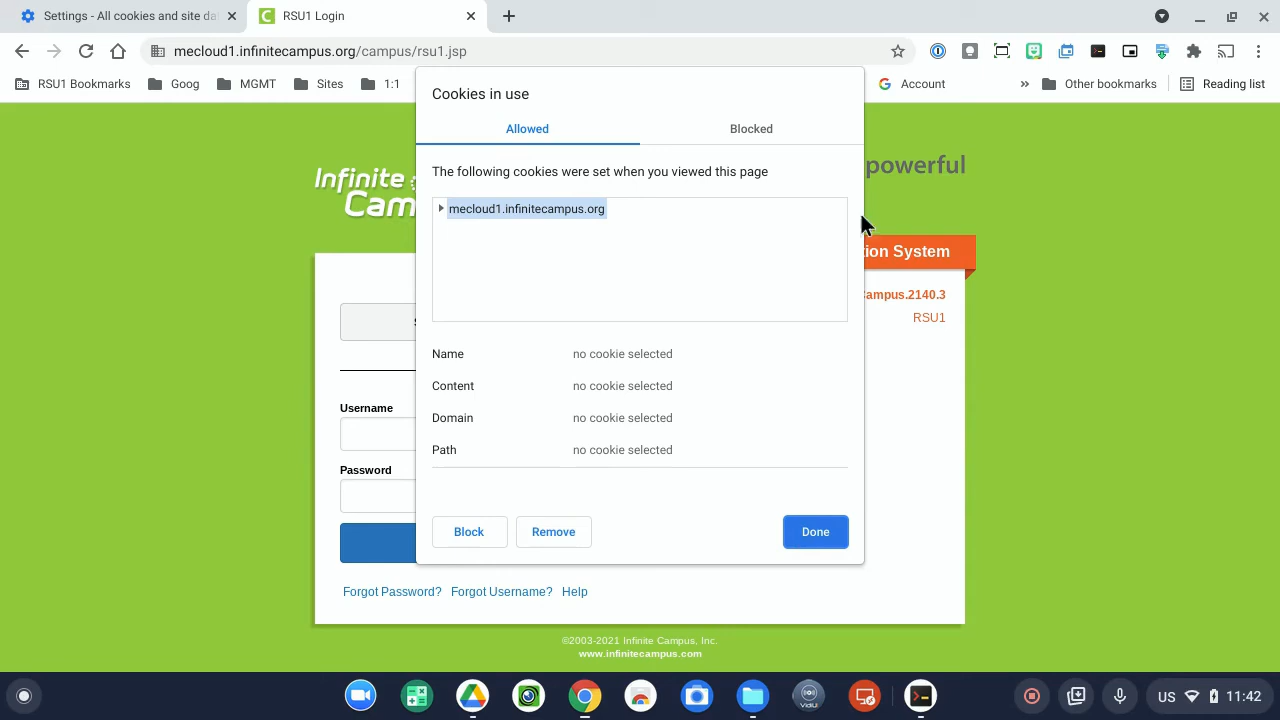 Settings - All cookies and site da
RSU1 Login
mecloud1.infinitecampus.org/campus/rsu1.jsp
RSU1 Bookmarks
Goog
MGMT
Sites
1:1
G Account
»
Other bookmarks
Reading list
Cookies in use
Allowed
Blocked
The following cookies were set when you viewed this page
mecloud1.infinitecampus.org
Name no cookie selected
Content no cookie selected
Domain no cookie selected
Path no cookie selected
Block
Remove
Done
Infinite
Cam
powerful
tion System
Campus.2140.3
RSU1
Username
Password
Forgot Password?
Forgot Username?
Help
©2003-2021 Infinite Campus, Inc.
www.infinitecampus.com
VidiU
US
11:42